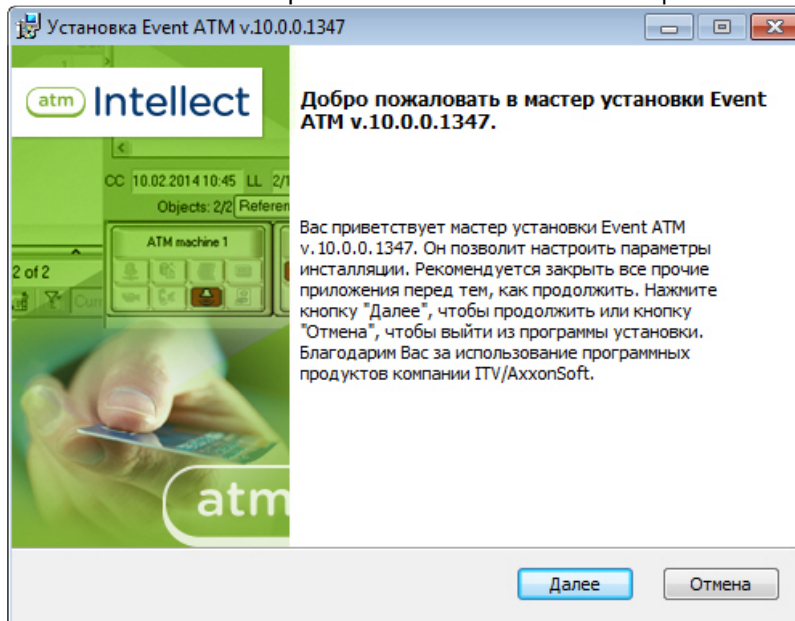 Установка Event ATM v.10.0.0.1347
atm Intellect
CC 10.02.2014 10:45 LL
Objects: 2/2
ATM machine 1
2 of 2
atm
Добро пожаловать в мастер установки Event
ATM v.10.0.0.1347.
Вас приветствует мастер установки Event ATM
v.10.0.0.1347. Он позволит настроить параметры
инсталляции. Рекомендуется закрыть все прочие
приложения перед тем, как продолжить. Нажмите
кнопку "Далее", чтобы продолжить или кнопку
"Отмена", чтобы выйти из программы установки.
Благодарим Вас за использование программных
продуктов компании ITV/AxxonSoft.
Далее
Отмена